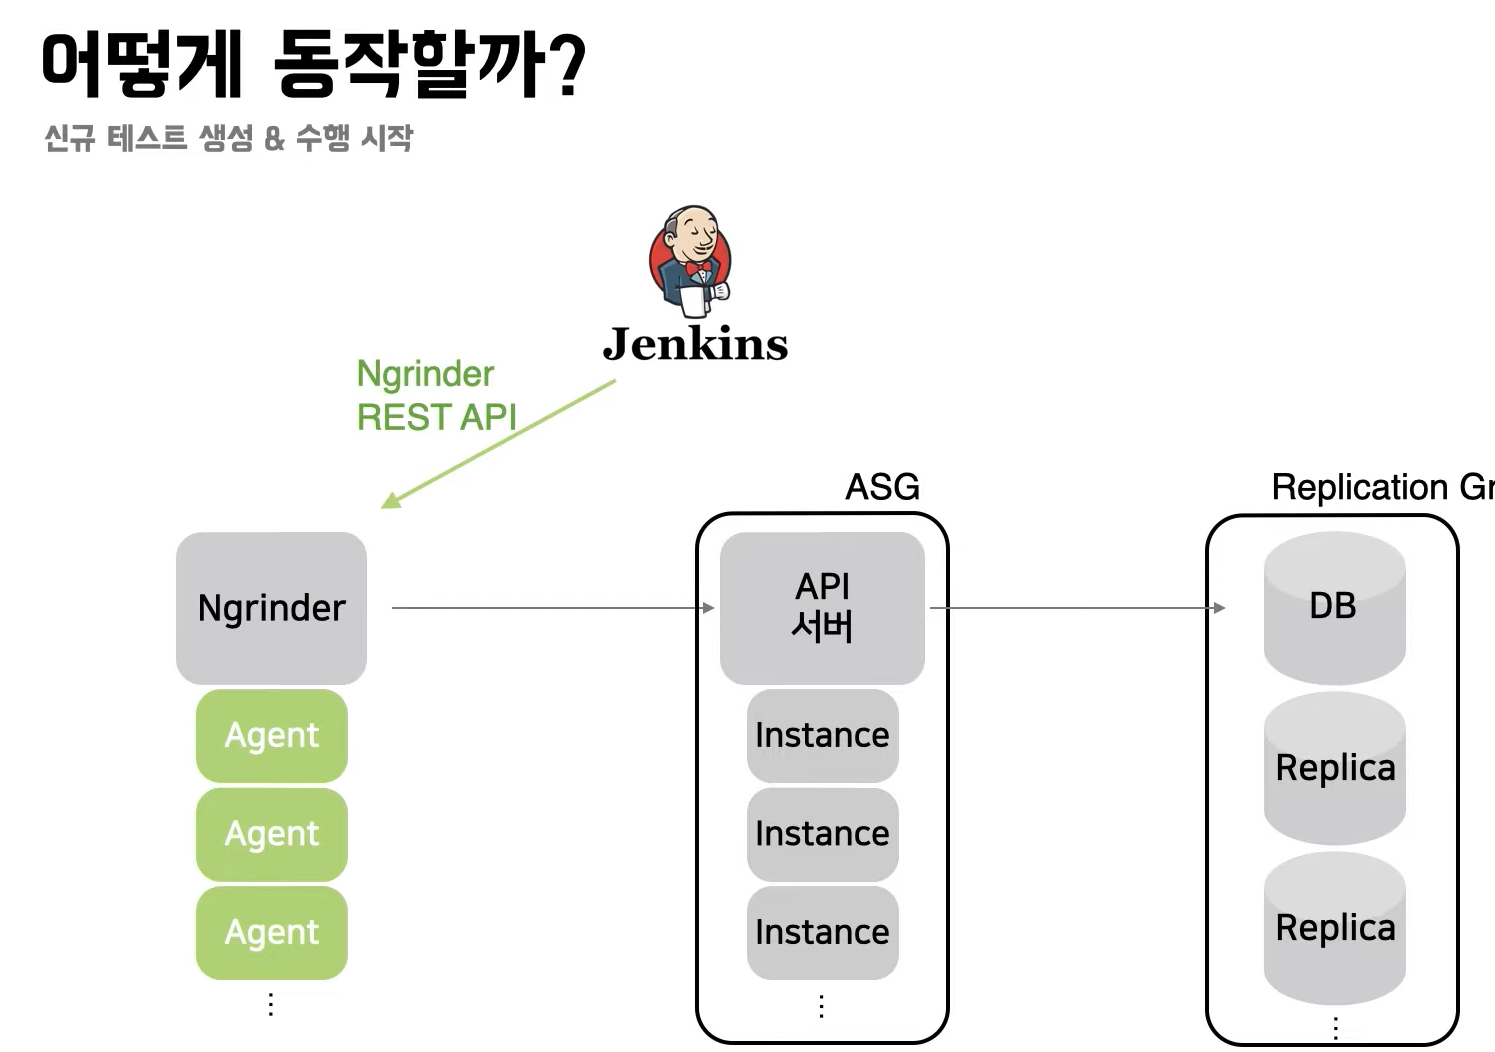 어떻게 동작할까?
신규 테스트 생성 & 수행 시작
Jenkins
Ngrinder
REST API
ASG
Replication Gr
Ngrinder
API
서버
DB
Agent
Instance
Replica
Agent
Instance
Agent
Instance
Replica